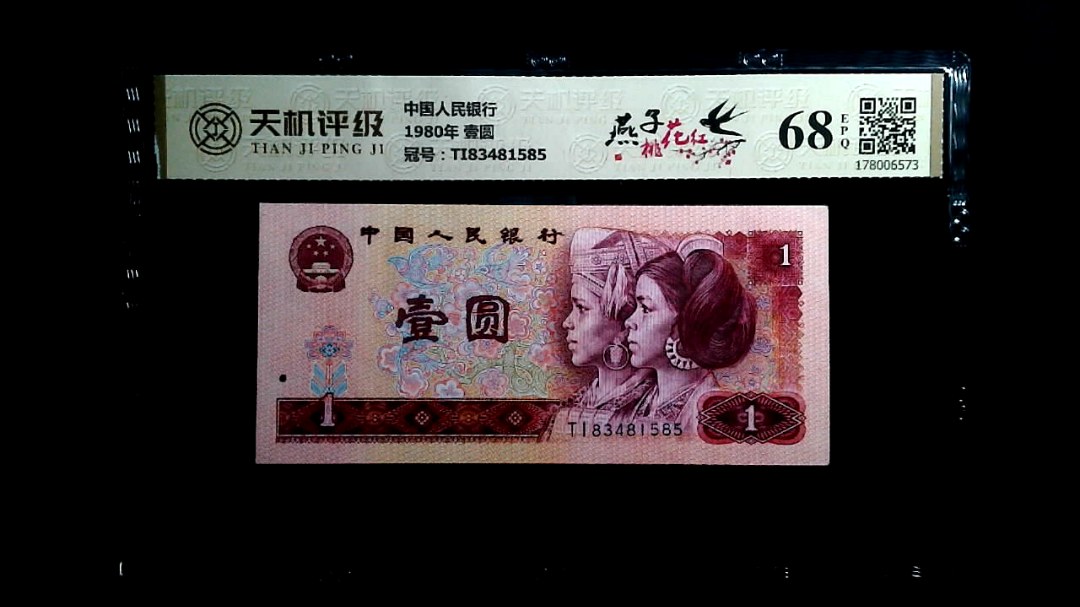 天机评级
TIAN JI PING JI
中国人民银行
1980年 壹圆
冠号：TI83481585
燕子
桃花红
68
EPQ
178006573
中国人民银行
1
壹圆
1
TI83481585
1